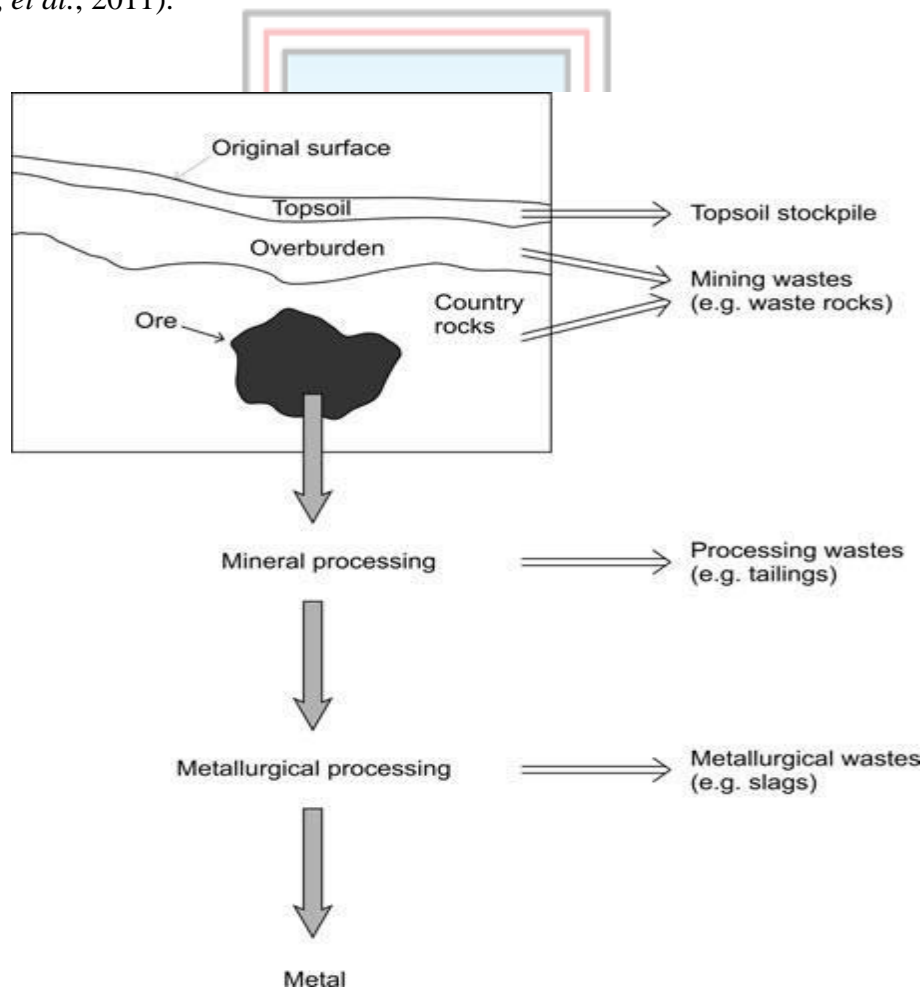 , et al., 2011).
Original surface
Topsoil
Topsoil stockpile
Overburden
Mining wastes
(e.g. waste rocks)
Country
rocks
Ore
Mineral processing
Processing wastes
(e.g. tailings)
Metallurgical processing
Metallurgical wastes
(e.g. slags)
Metal